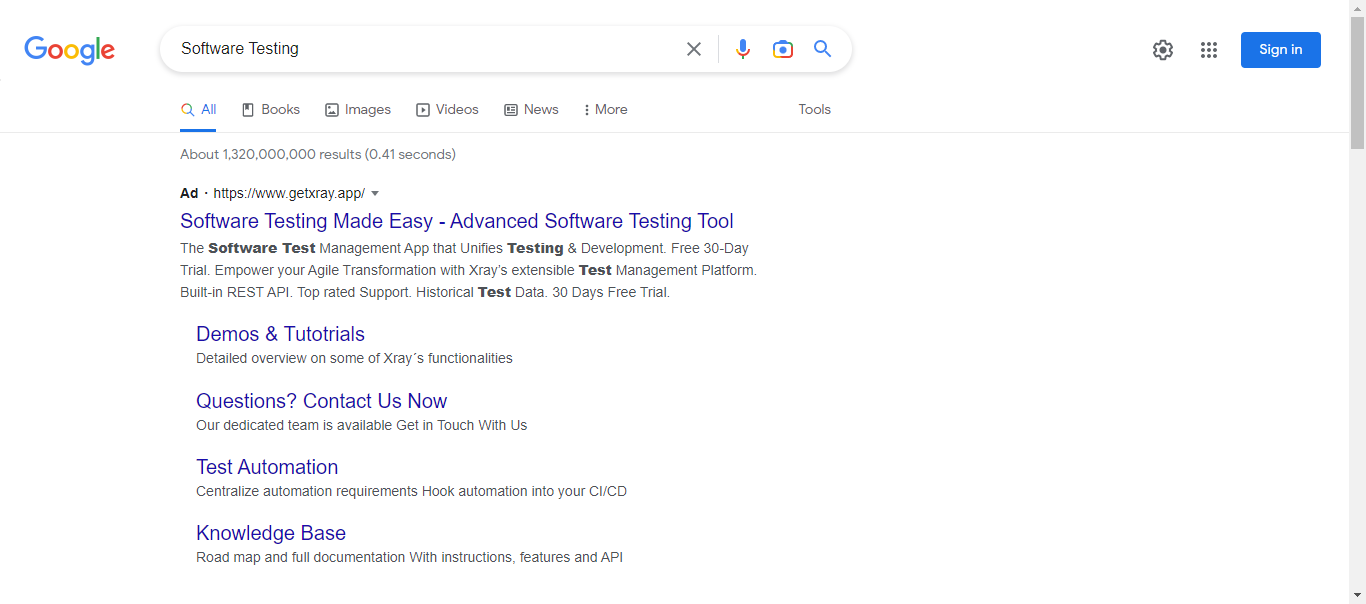 Google
Software Testing
Sign in
All Books Images Videos News More Tools
About 1,320,000,000 results (0.41 seconds)
Ad · https://www.getxray.app/
Software Testing Made Easy - Advanced Software Testing Tool
The Software Test Management App that Unifies Testing & Development. Free 30-Day
Trial. Empower your Agile Transformation with Xray’s extensible Test Management Platform.
Built-in REST API. Top rated Support. Historical Test Data. 30 Days Free Trial.
Demos & Tutotrials
Detailed overview on some of Xray´s functionalities
Questions? Contact Us Now
Our dedicated team is available Get in Touch With Us
Test Automation
Centralize automation requirements Hook automation into your CI/CD
Knowledge Base
Road map and full documentation With instructions, features and API